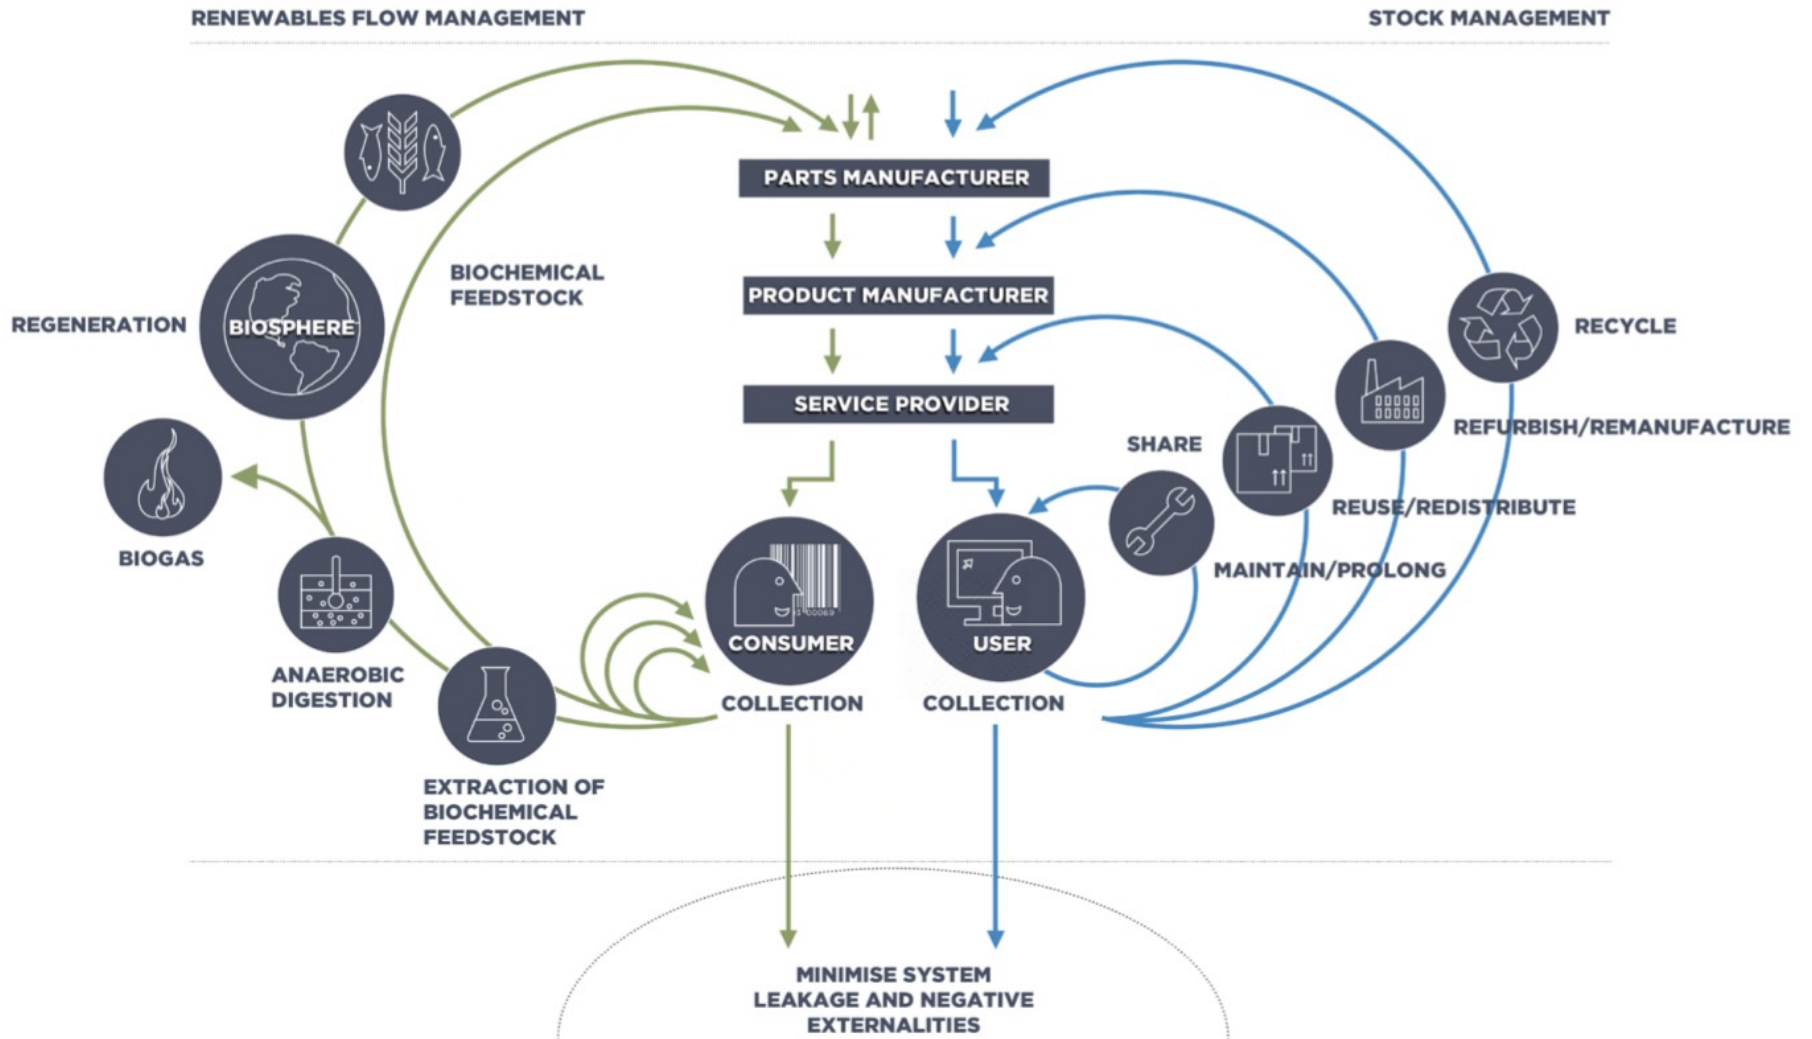 RENEWABLES FLOW MANAGEMENT
STOCK MANAGEMENT
PARTS MANUFACTURER
BIOCHEMICAL
FEEDSTOCK
PRODUCT MANUFACTURER
REGENERATION
BIOSPHERE
RECYCLE
SERVICE PROVIDER
REFURBISH/REMANUFACTURE
SHARE
REUSE/REDISTRIBUTE
BIOGAS
MAINTAIN/PROLONG
CONSUMER
USER
ANAEROBIC
DIGESTION
COLLECTION
COLLECTION
EXTRACTION OF
BIOCHEMICAL
FEEDSTOCK
MINIMISE SYSTEM
LEAKAGE AND NEGATIVE
EXTERNALITIES